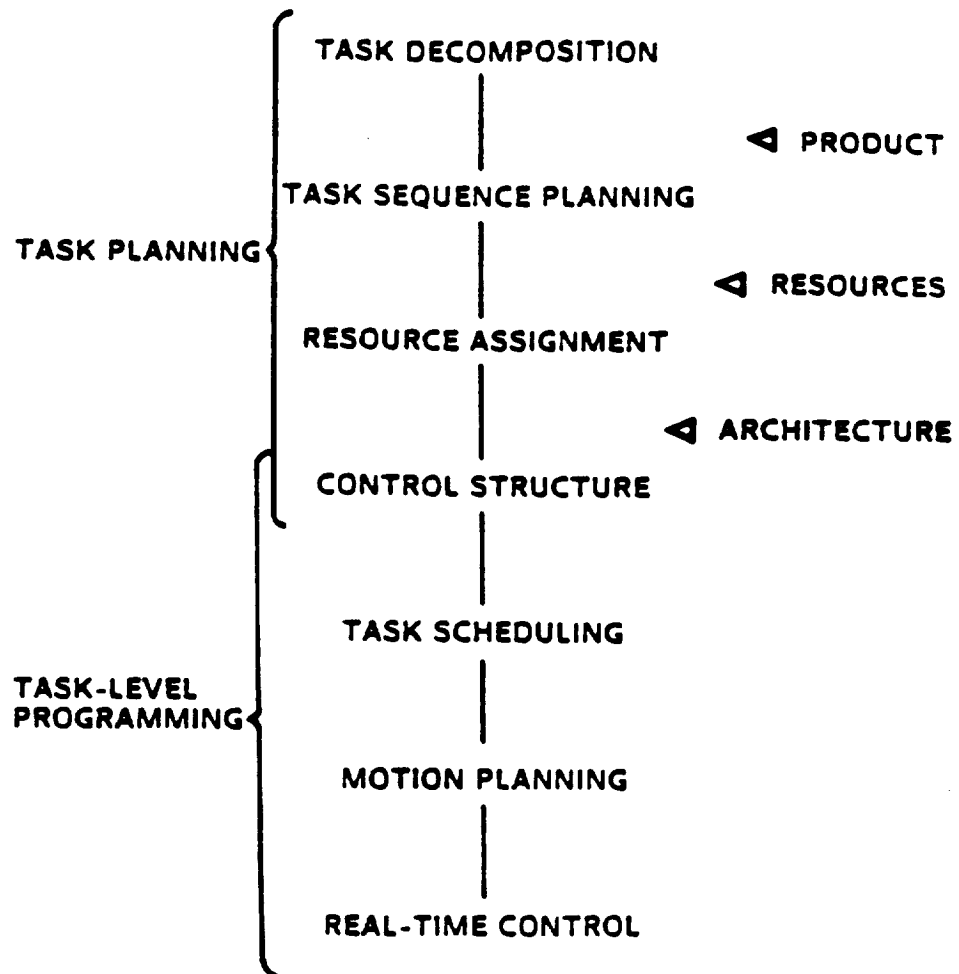 TASK DECOMPOSITION
◁ PRODUCT
TASK SEQUENCE PLANNING
TASK PLANNING
◁ RESOURCES
RESOURCE ASSIGNMENT
◁ ARCHITECTURE
CONTROL STRUCTURE
TASK SCHEDULING
TASK-LEVEL
PROGRAMMING
MOTION PLANNING
REAL-TIME CONTROL